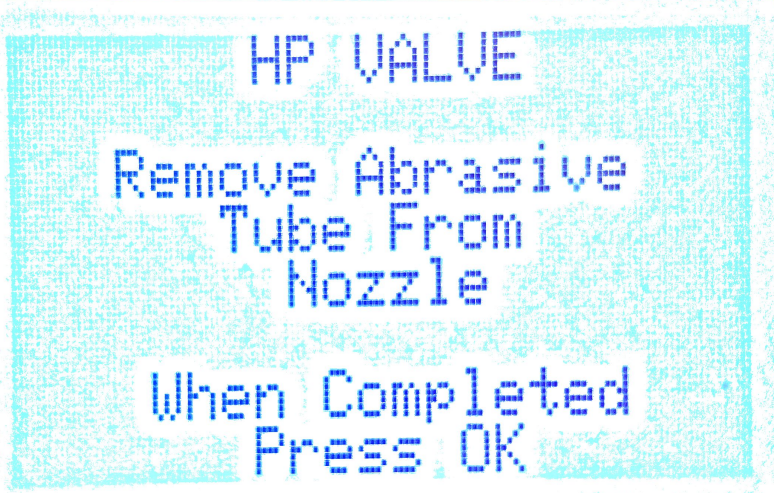 HP VALVE
Remove Abrasive
Tube From
Nozzle
When Completed
Press OK